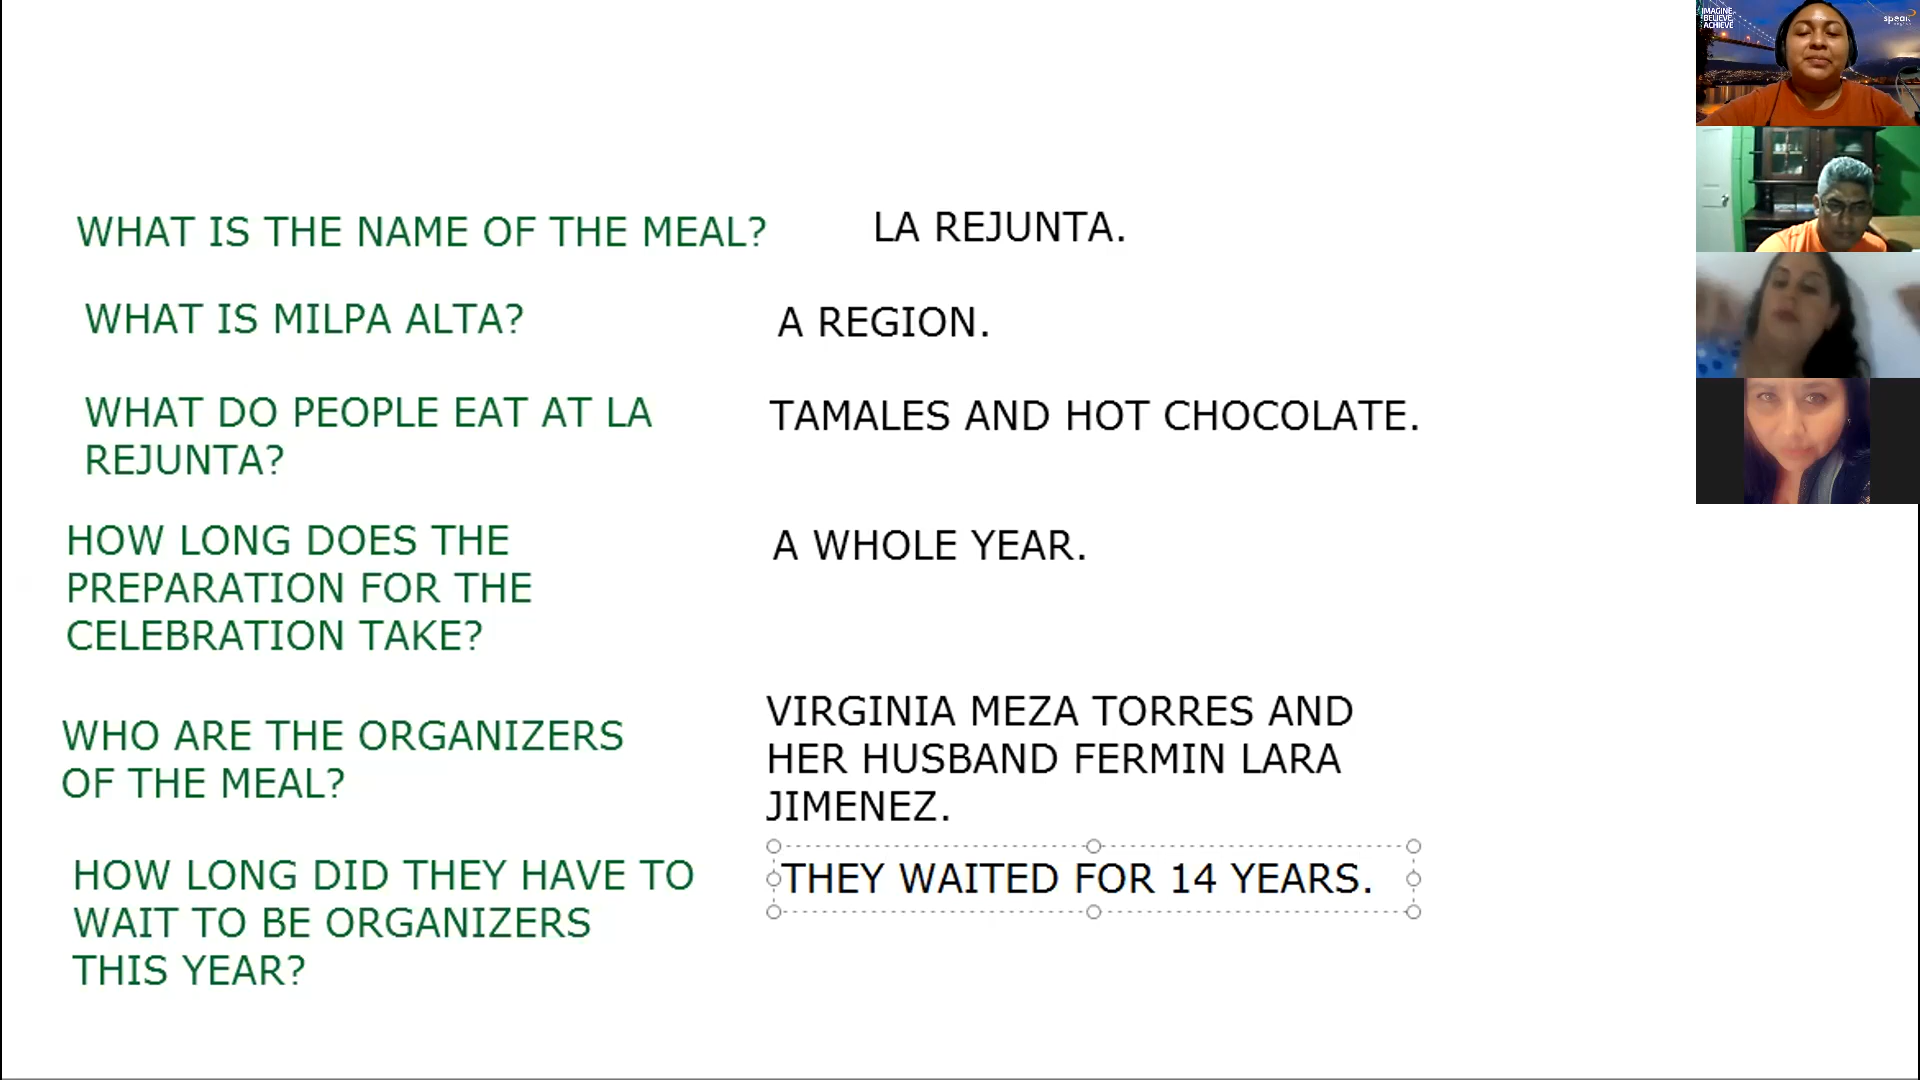 WHAT IS THE NAME OF THE MEAL?
LA REJUNTA.
WHAT IS MILPA ALTA?
A REGION.
WHAT DO PEOPLE EAT AT LA
REJUNTA?
TAMALES AND HOT CHOCOLATE.
HOW LONG DOES THE
PREPARATION FOR THE
CELEBRATION TAKE?
A WHOLE YEAR.
WHO ARE THE ORGANIZERS
OF THE MEAL?
VIRGINIA MEZA TORRES AND
HER HUSBAND FERMIN LARA
JIMENEZ.
HOW LONG DID THEY HAVE TO
WAIT TO BE ORGANIZERS
THIS YEAR?
THEY WAITED FOR 14 YEARS.
IMAGINE.
BELIEVE.
ACHIEVE
speak